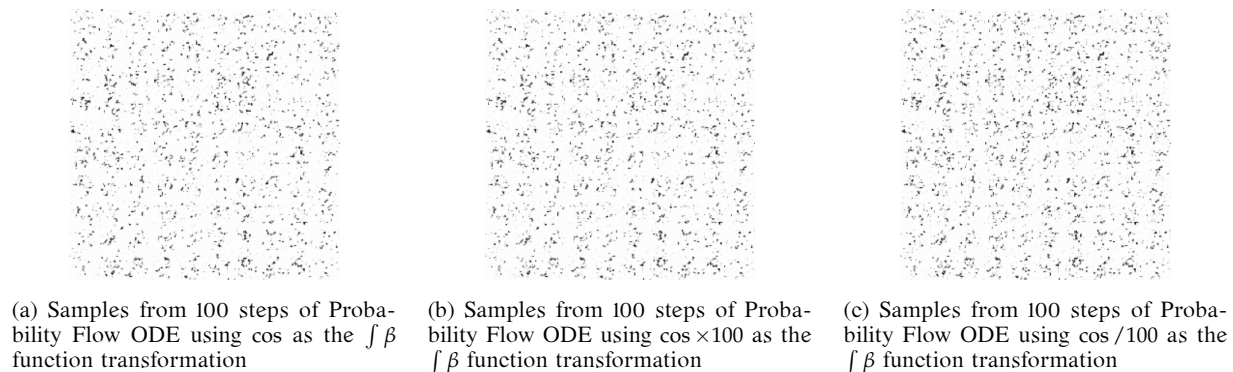 (a) Samples from 100 steps of Proba-
bility Flow ODE using cos as the ∫ β
function transformation
(b) Samples from 100 steps of Proba-
bility Flow ODE using cos ×100 as the
∫ β function transformation
(c) Samples from 100 steps of Proba-
bility Flow ODE using cos /100 as the
∫ β function transformation